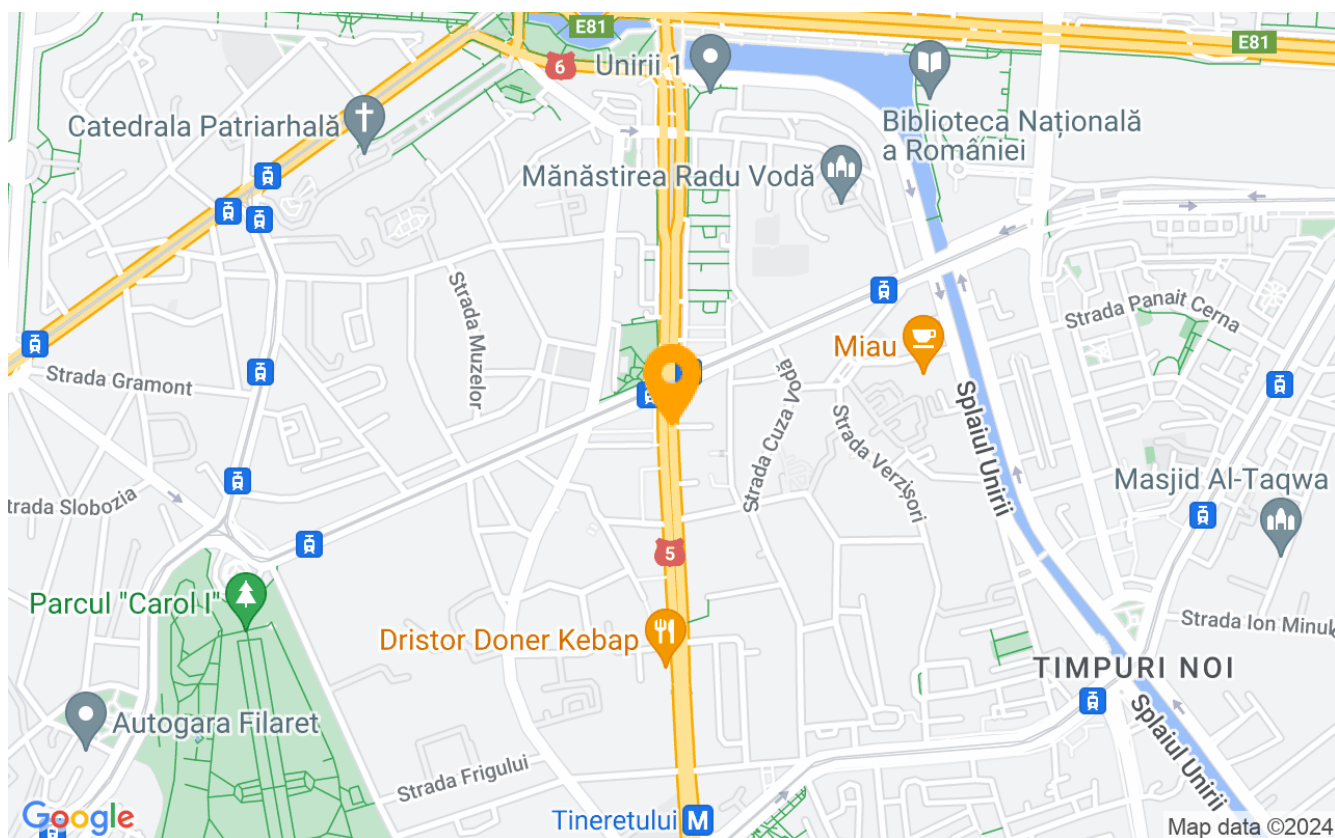 E81
E81
6
Unirii 1
Catedrala Patriarhală
Biblioteca Națională
a României
Mănăstirea Radu Vodă
Strada Muzelor
Strada Panait Cerna
Miau
Strada Gramont
Strada Cuza Vodă
Strada Verzișori
Splaiul Unirii
Masjid Al-Taqwa
trada Slobozia
5
Parcul "Carol I"
Dristor Doner Kebap
Strada Ion Minuk
TIMPURI NOI
Autogara Filaret
Splaiul Unirii
Strada Frigului
Google
Tineretului M
Map data ©2024